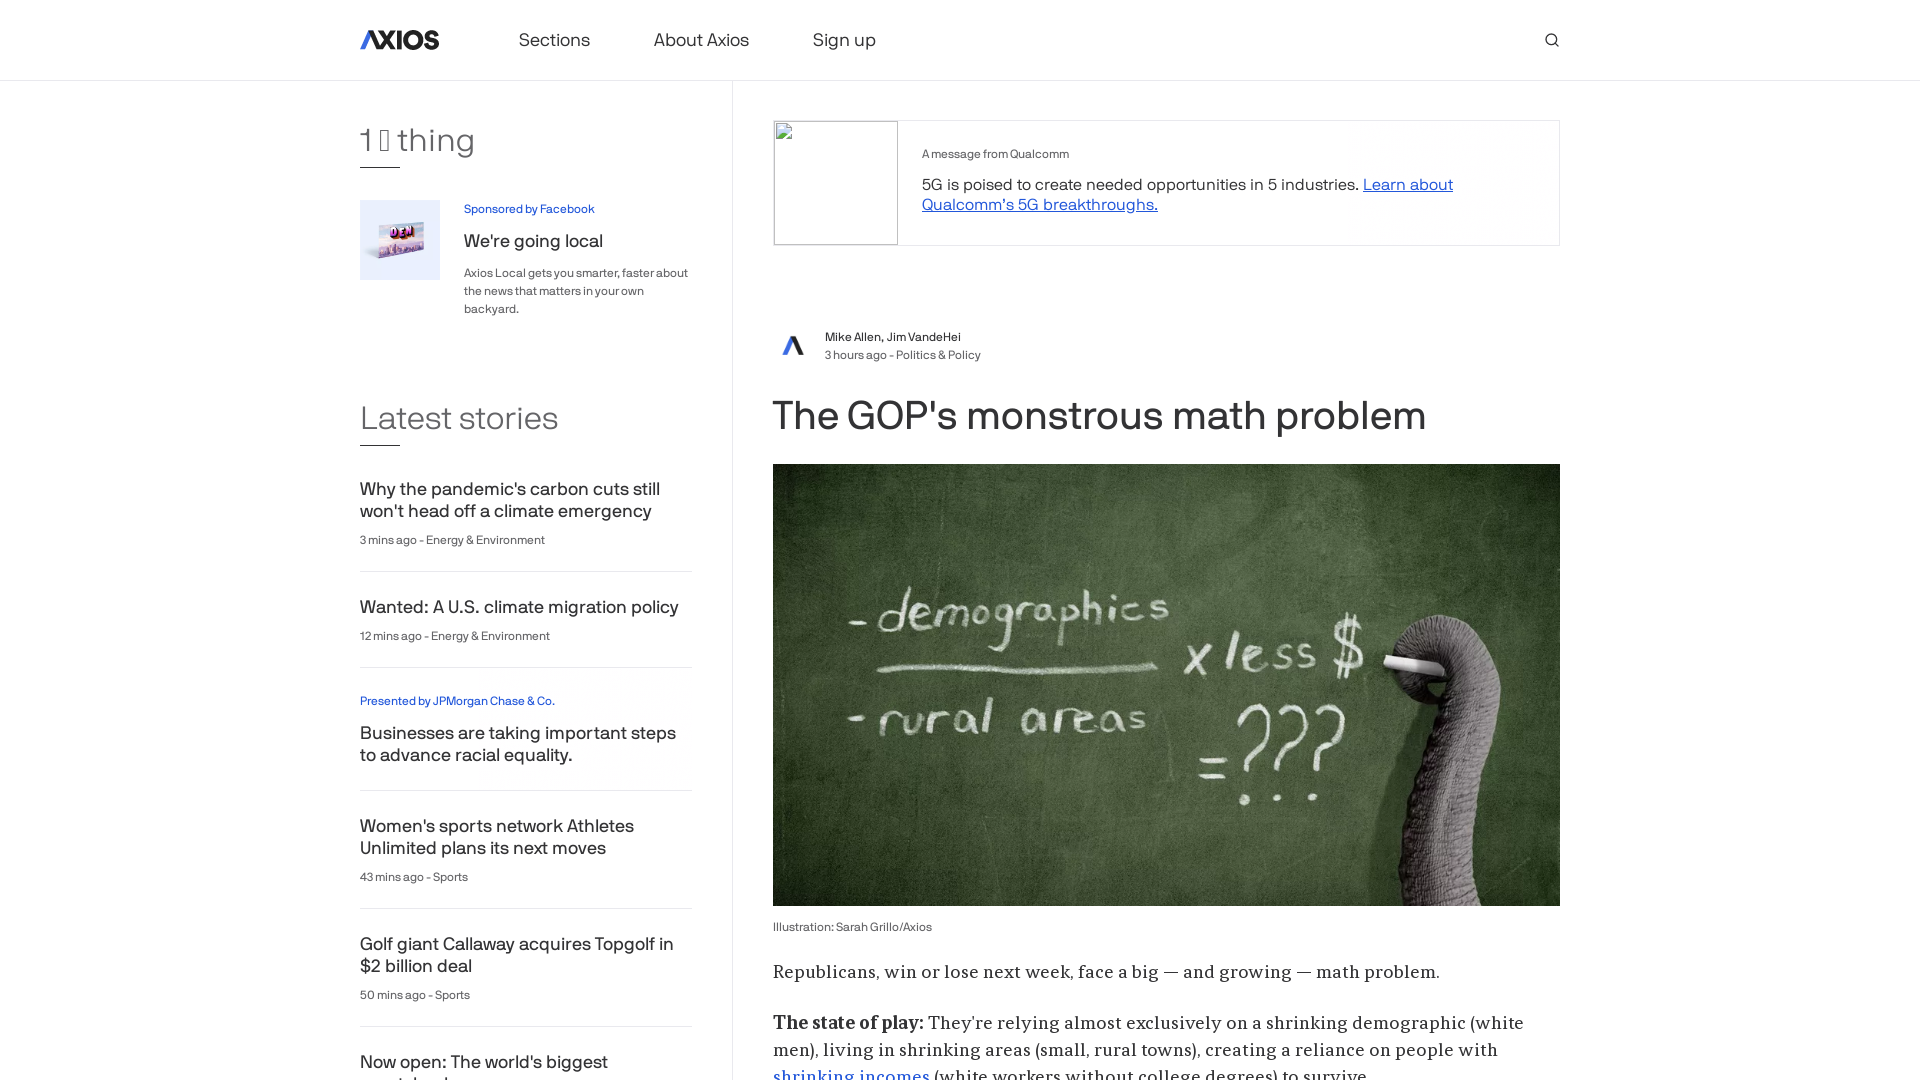 AXIOS
Sections
About Axios
Sign up
1 thing
Sponsored by Facebook
We're going local
Axios Local gets you smarter, faster about
the news that matters in your own
backyard.
Latest stories
Why the pandemic's carbon cuts still
won't head off a climate emergency
3 mins ago - Energy & Environment
Wanted: A U.S. climate migration policy
12 mins ago - Energy & Environment
Presented by JPMorgan Chase & Co.
Businesses are taking important steps
to advance racial equality.
Women's sports network Athletes
Unlimited plans its next moves
43 mins ago - Sports
Golf giant Callaway acquires Topgolf in
$2 billion deal
50 mins ago - Sports
Now open: The world's biggest
A message from Qualcomm
5G is poised to create needed opportunities in 5 industries. Learn about
Qualcomm’s 5G breakthroughs.
Mike Allen, Jim VandeHei
3 hours ago - Politics & Policy
The GOP's monstrous math problem
- demographics
x less $
- rural areas
= ???
Illustration: Sarah Grillo/Axios
Republicans, win or lose next week, face a big — and growing — math problem.
The state of play: They're relying almost exclusively on a shrinking demographic (white
men), living in shrinking areas (small, rural towns), creating a reliance on people with
shrinking incomes (white workers without college degrees) to survive.